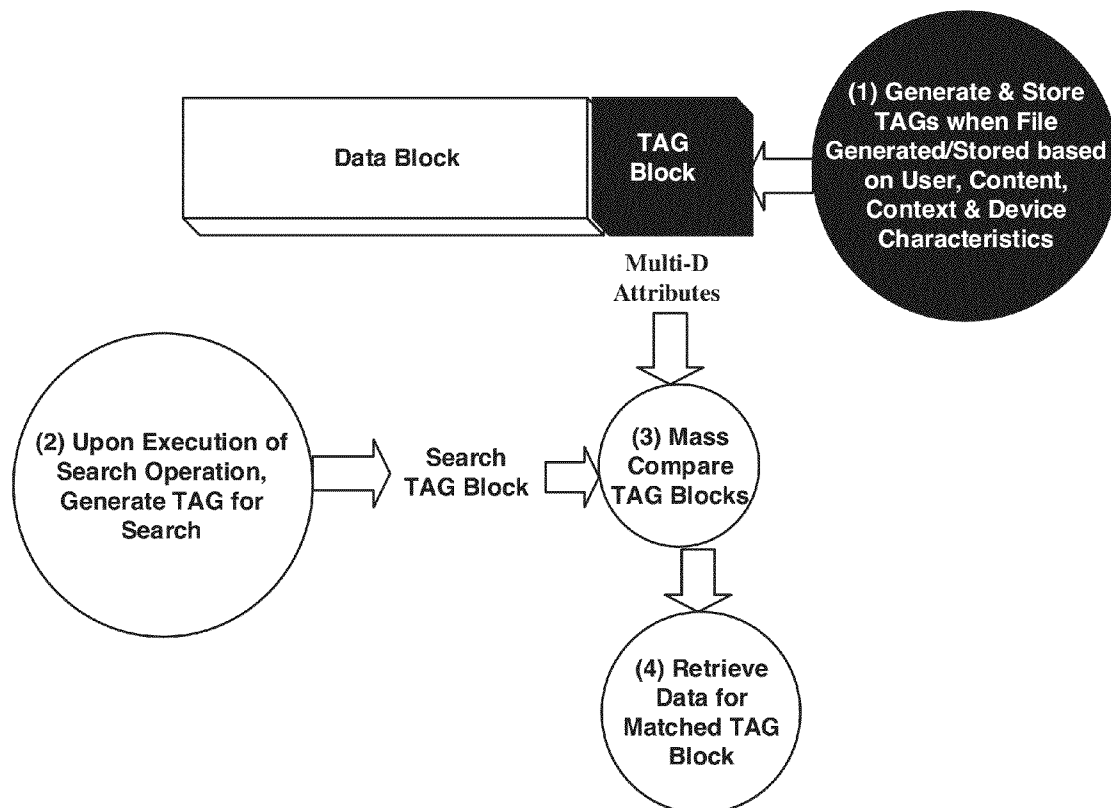 (1) Generate & Store
TAGs when File
Generated/Stored based
on User, Content,
Context & Device
Characteristics
Data Block
TAG
Block
Multi-D
Attributes
(2) Upon Execution of
Search Operation,
Generate TAG for
Search
Search
TAG Block
(3) Mass
Compare
TAG Blocks
(4) Retrieve
Data for
Matched TAG
Block